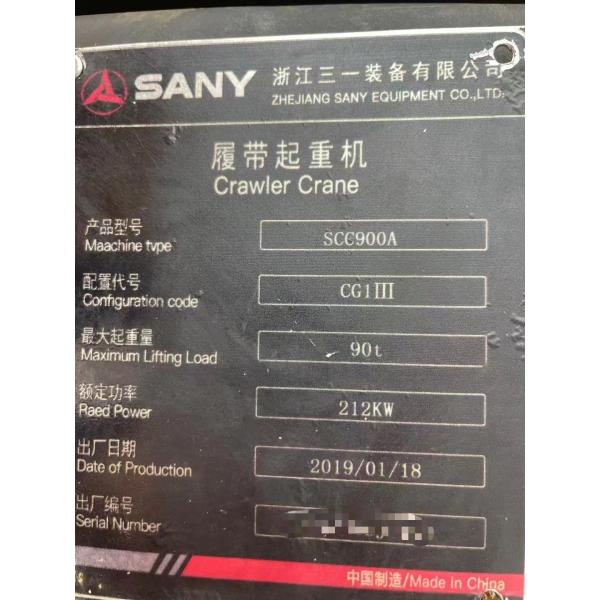 SANY 浙江三一装备有限公司
ZHEJIANG SANY EQUIPMENT CO.,LTD.
履带起重机
Crawler Crane
产品型号
Maachine type
SCC900A
配置代号
Configuration code
CG1III
最大起重量
Maximum Lifting Load
90t
额定功率
Raed Power
212KW
出厂日期
Date of Production
2019/01/18
出厂编号
Serial Number
中国制造/Made in China